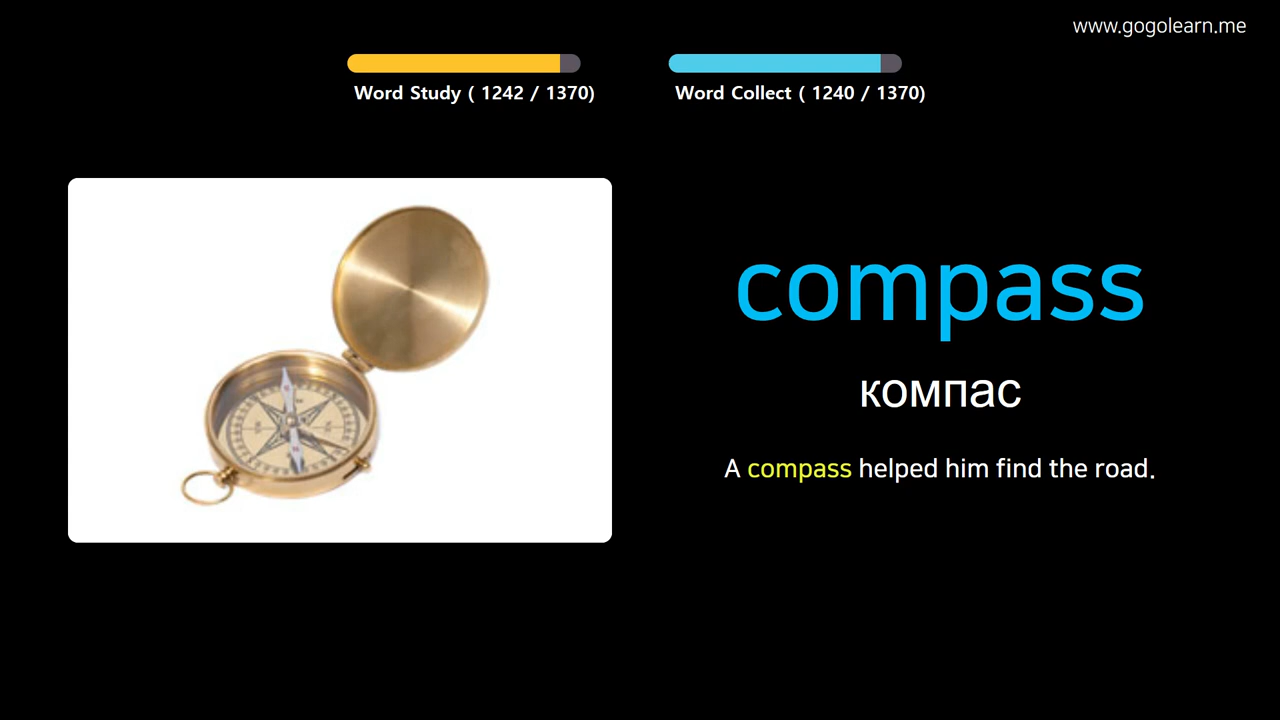 www.gogolearn.me
Word Study ( 1242 / 1370)
Word Collect ( 1240 / 1370)
compass
компас
A compass helped him find the road.